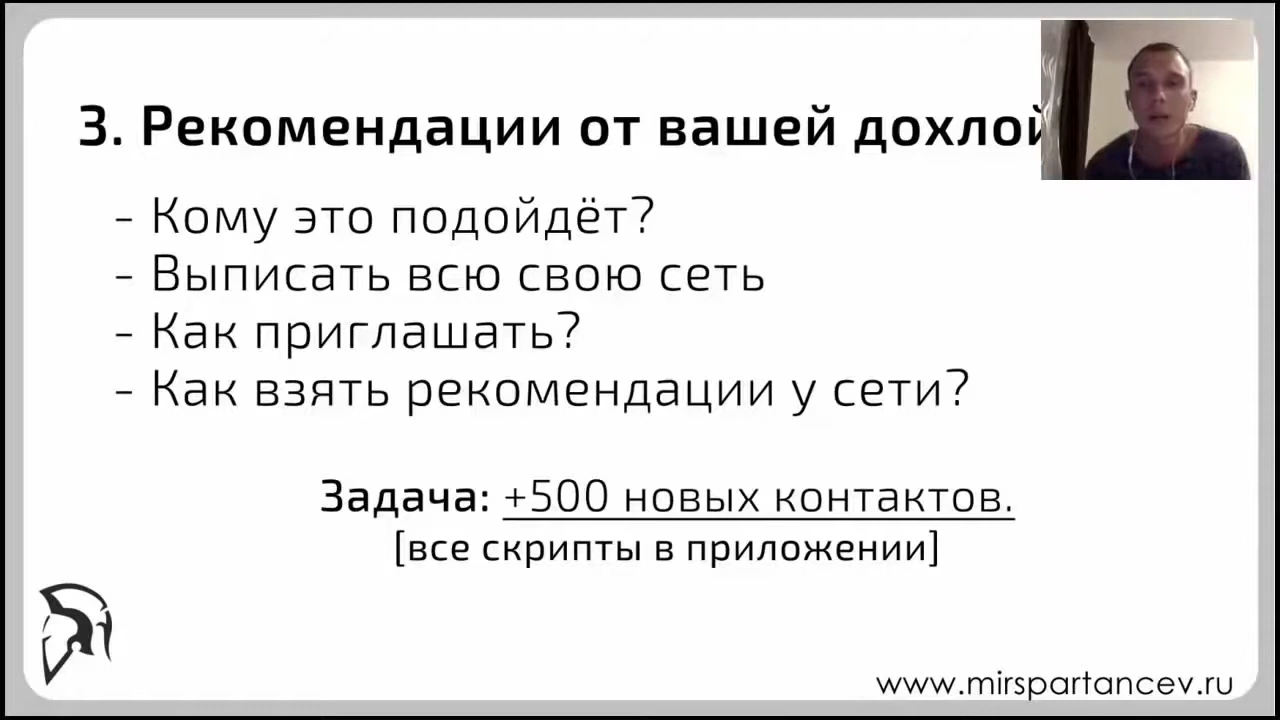 3. Рекомендации от вашей дохлой
- Кому это подойдёт?
- Выписать всю свою сеть
- Как приглашать?
- Как взять рекомендации у сети?
Задача: +500 новых контактов.
[все скрипты в приложении]
www.mirspartancev.ru